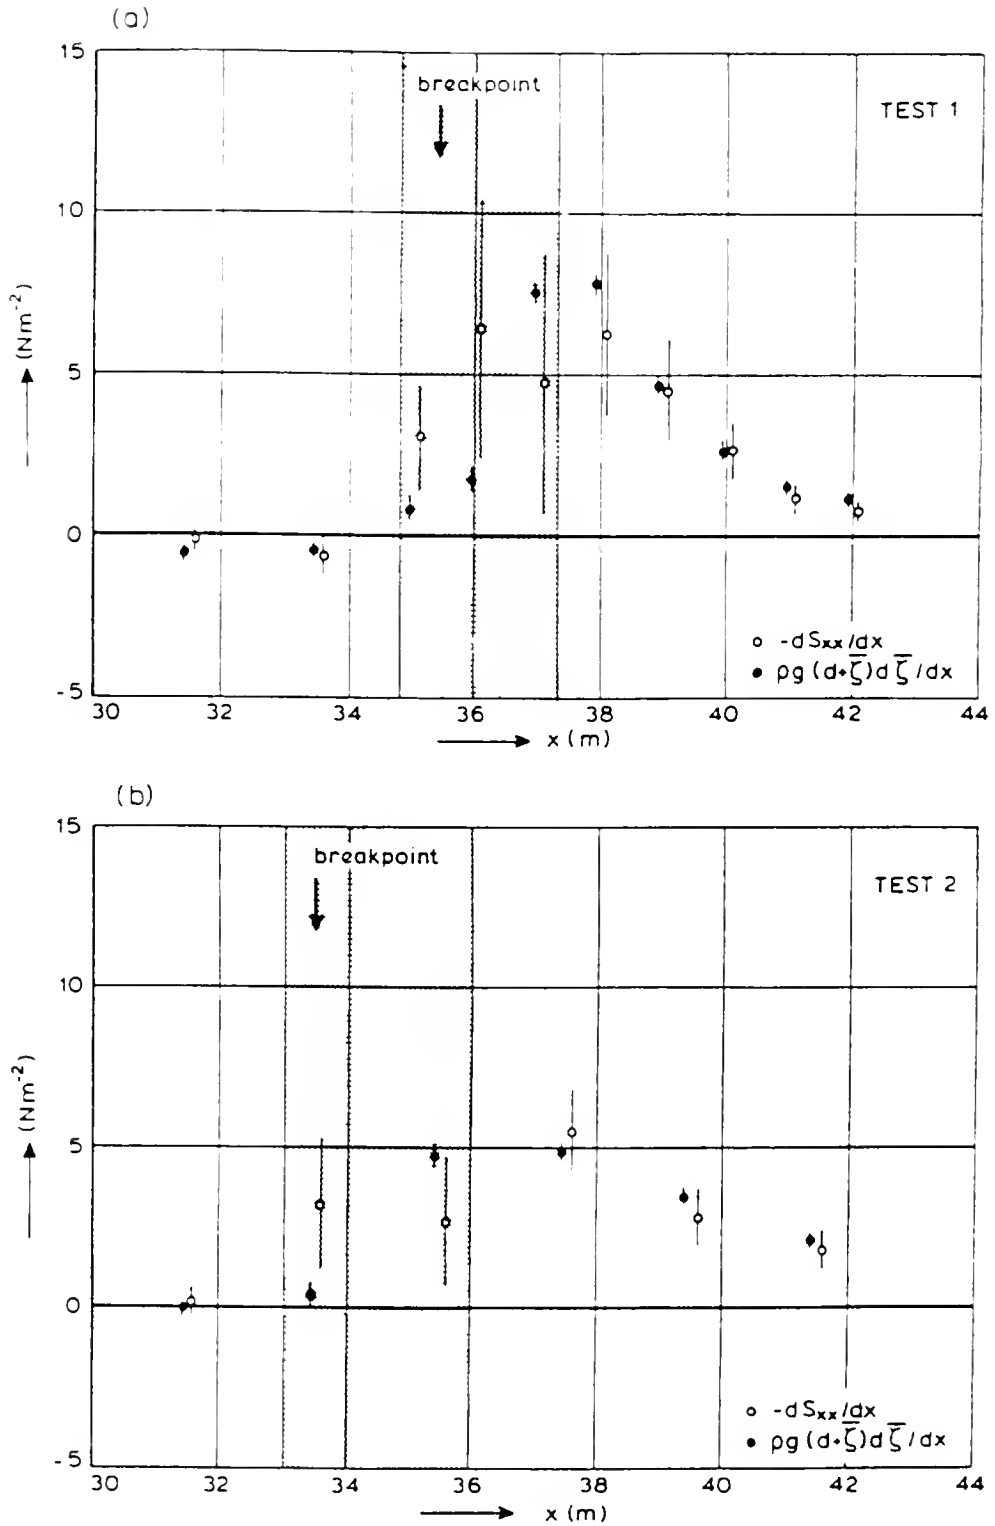 (a)
15
breakpoint
TEST 1
10
(Nm⁻²)
5
0
o -dSxx/dx
● ρg(d+ζ̄)dζ̄/dx
-5
30 32 34 36 38 40 42 44
x(m)
(b)
15
breakpoint
TEST 2
10
(Nm⁻²)
5
0
o -dSxx/dx
● ρg(d+ζ̄)dζ̄/dx
-5
30 32 34 36 38 40 42 44
x(m)